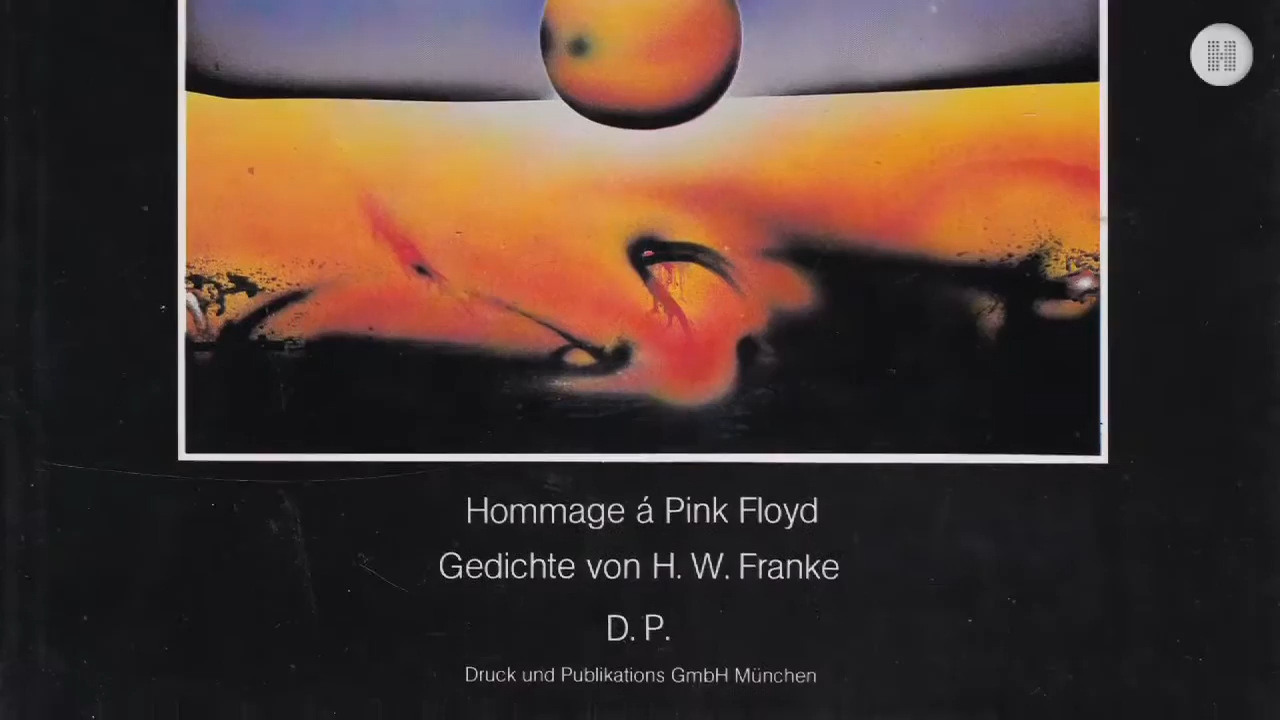 Hommage á Pink Floyd
Gedichte von H. W. Franke
D. P.
Druck und Publikations GmbH München
H